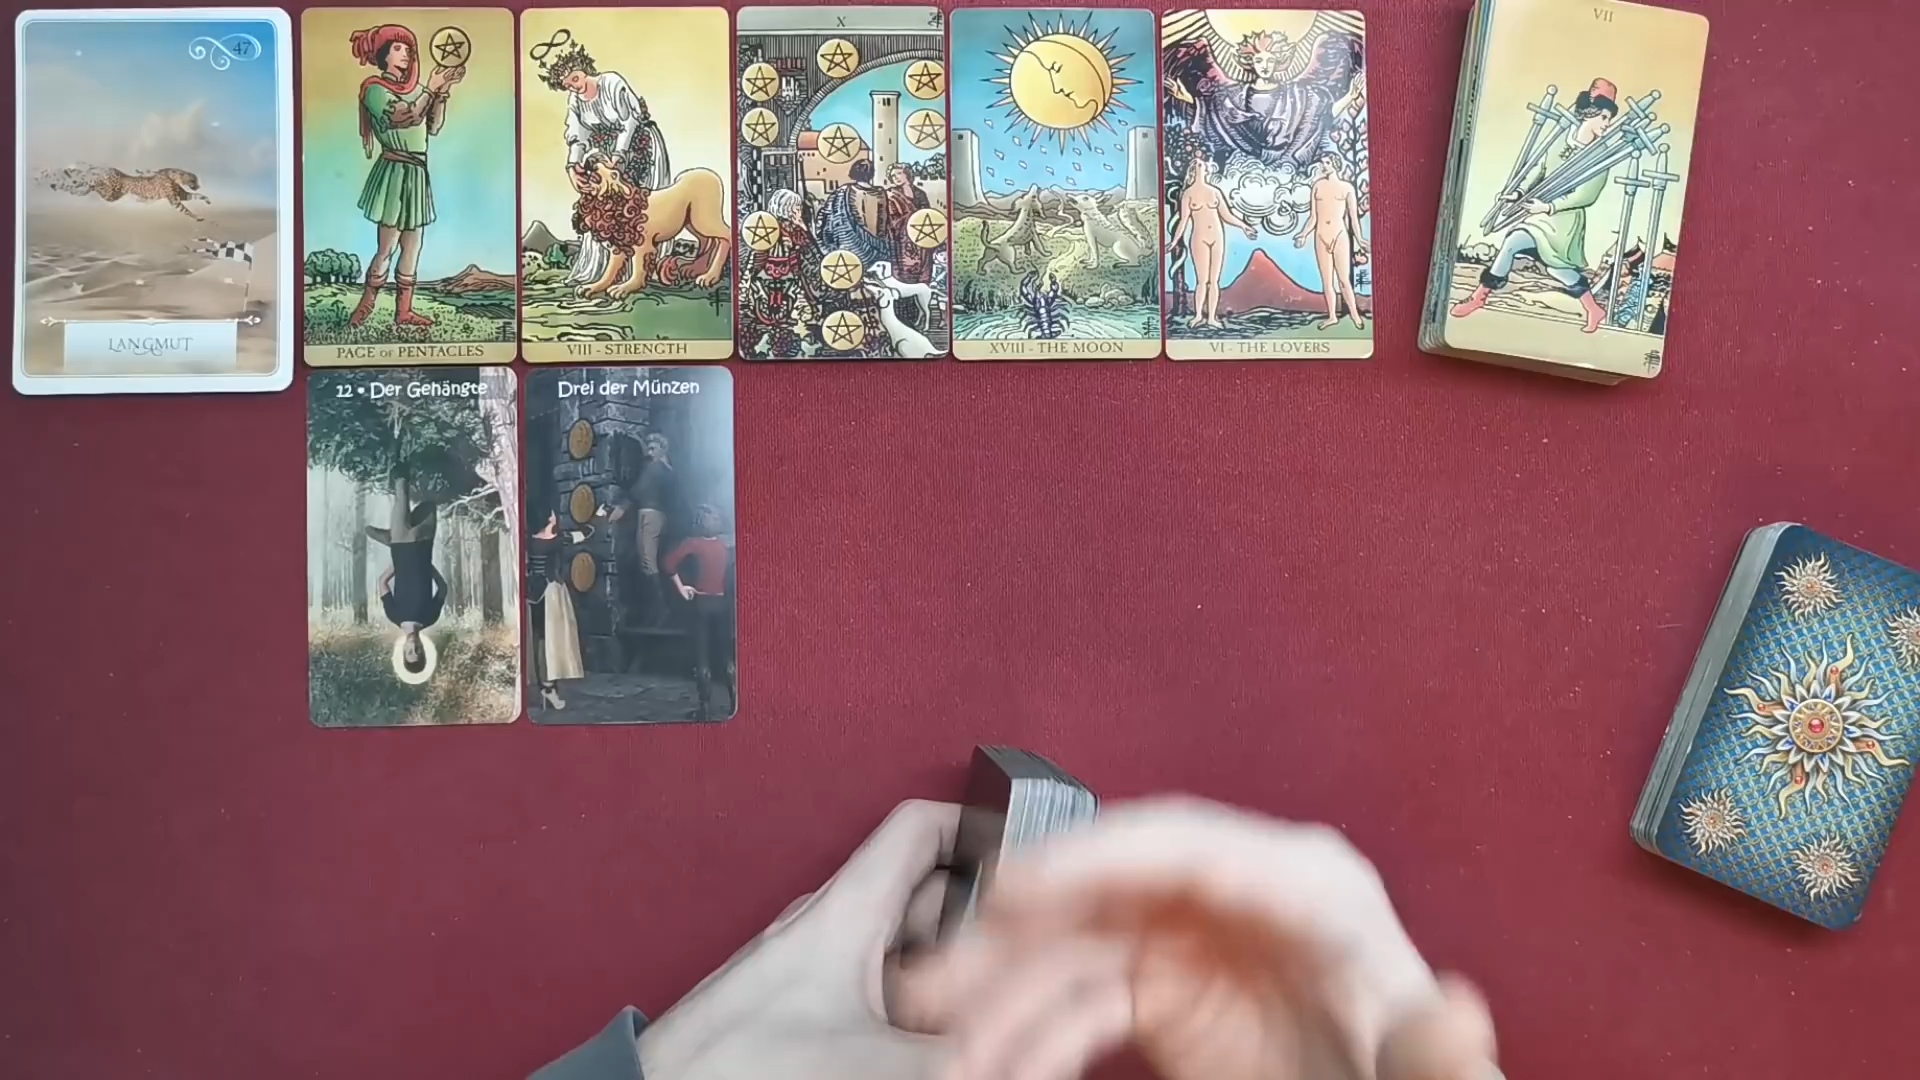 47
LANGMUT
PAGE OF PENTACLES
VIII - STRENGTH
X
XVIII - THE MOON
VI - THE LOVERS
VII
12 • Der Gehängte
Drei der Münzen